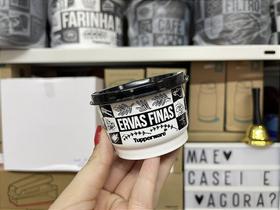 FARINHA
CAFÉ
FILTRO
ERVAS FINAS
Tupperware
MAE
CASEI E
AGORA?